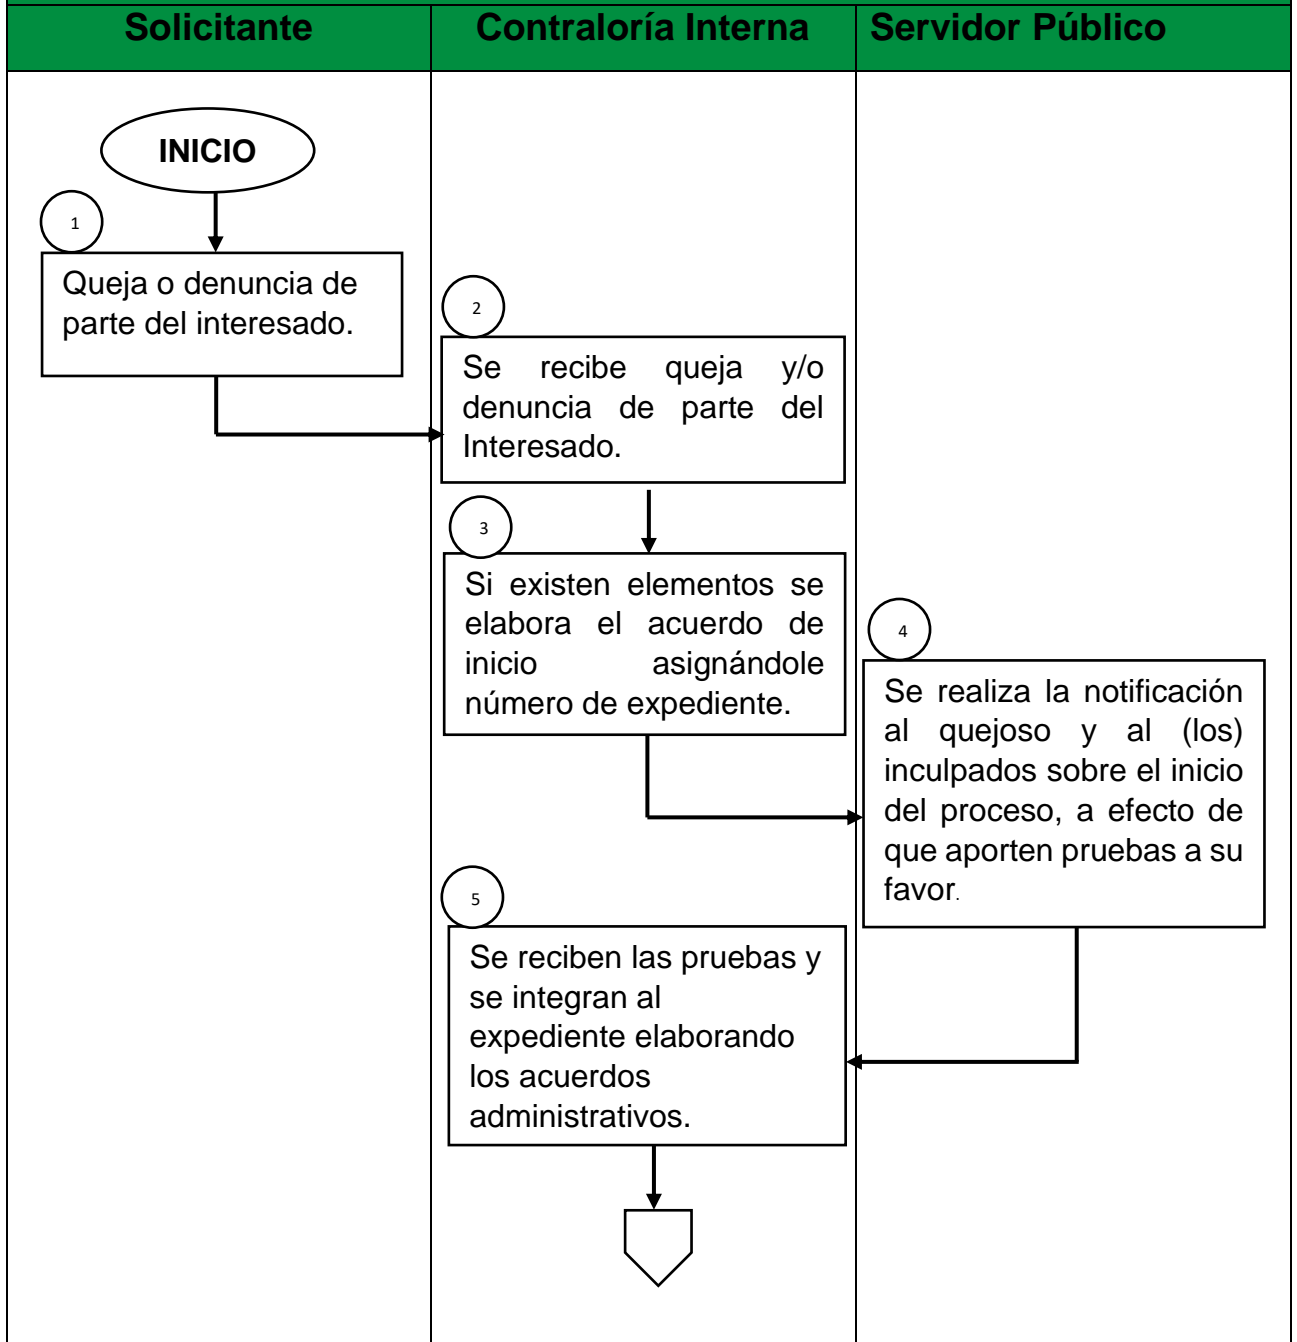 Solicitante
Contraloría Interna
Servidor Público
INICIO
1
Queja o denuncia de
parte del interesado.
2
Se recibe queja y/o
denuncia de parte del
Interesado.
3
Si existen elementos se
elabora el acuerdo de
inicio asignándole
número de expediente.
4
Se realiza la notificación
al quejoso y al (los)
inculpados sobre el inicio
del proceso, a efecto de
que aporten pruebas a su
favor.
5
Se reciben las pruebas y
se integran al
expediente elaborando
los acuerdos
administrativos.